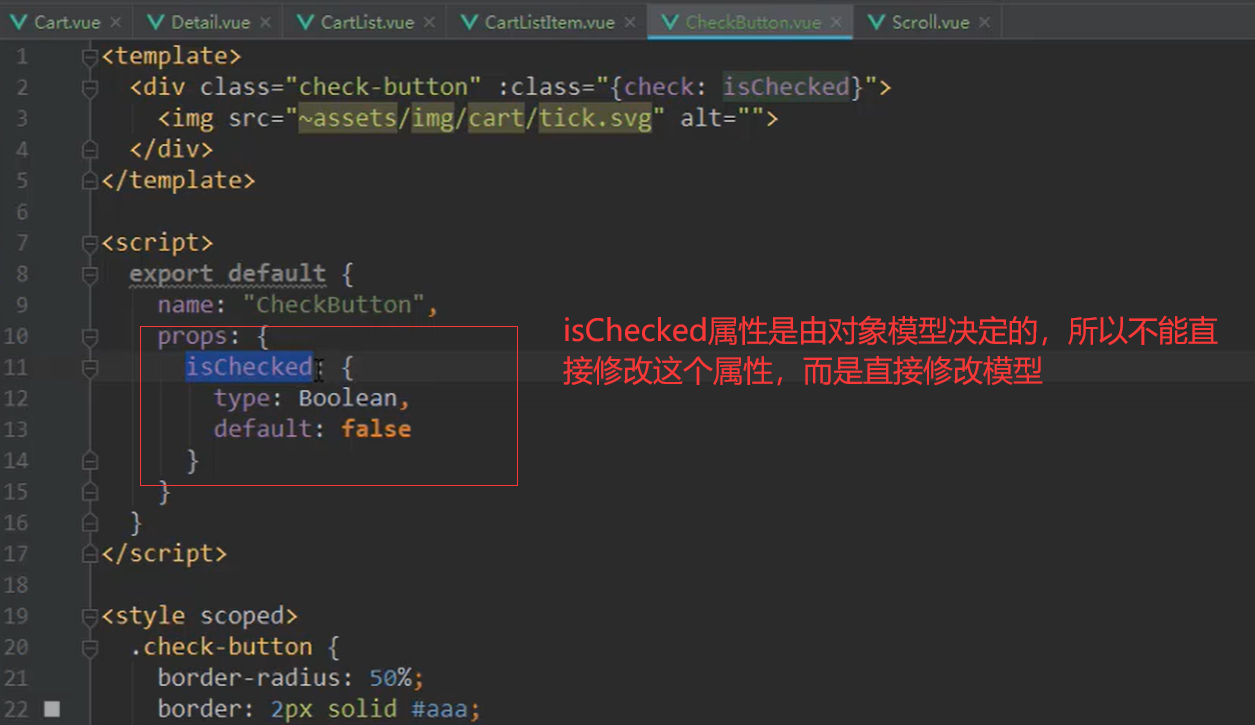 Cart.vue Detail.vue CartList.vue CartListItem.vue CheckButton.vue Scroll.vue
1 <template>
2 <div class="check-button" :class="{check: isChecked}">
3 <img src="~assets/img/cart/tick.svg" alt="">
4 </div>
5 </template>
6
7 <script>
8 export default {
9 name: "CheckButton",
10 props: {
11 isChecked: {
12 type: Boolean,
13 default: false
14 }
15 }
16 }
17 </script>
18
19 <style scoped>
20 .check-button {
21 border-radius: 50%;
22 border: 2px solid #aaa;
isChecked属性是由对象模型决定的，所以不能直
接修改这个属性，而是直接修改模型